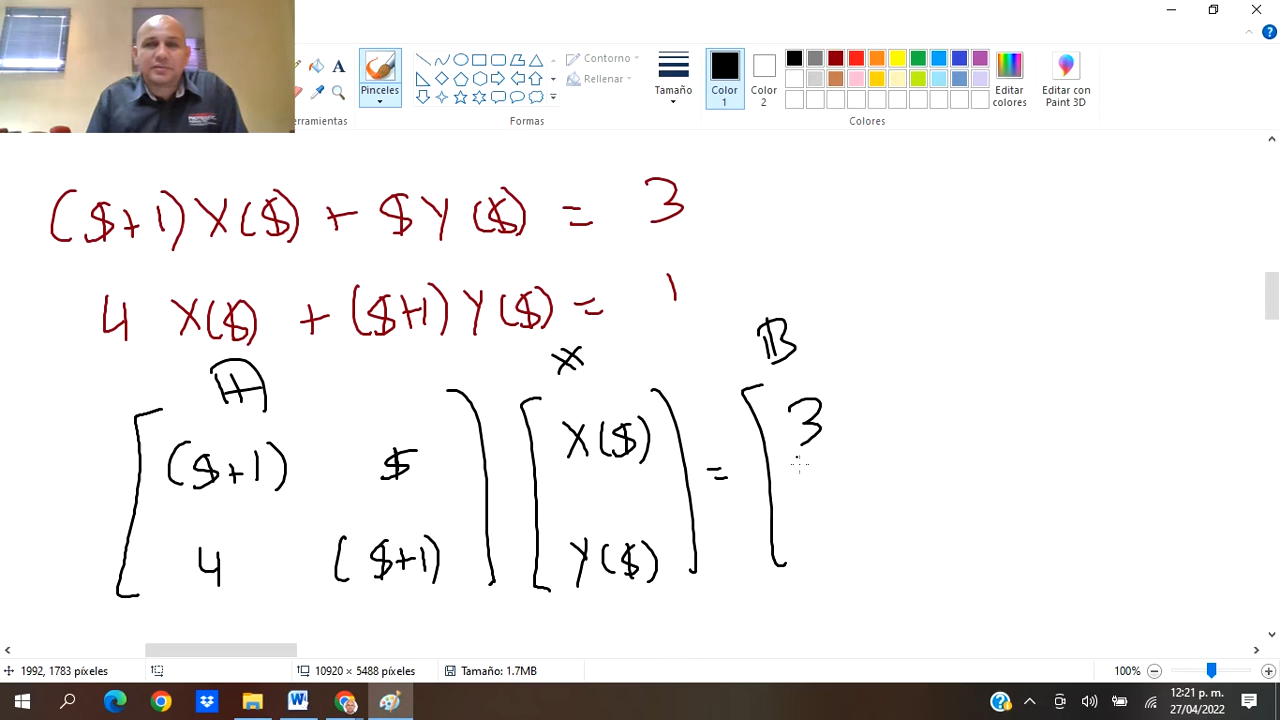 Contorno
Rellenar
Pinceles
Tamaño
Color 1
Color 2
Editar colores
Editar con Paint 3D
erramientas
Formas
Colores
($+1) X($) + $ Y($) = 3
4 X($) + ($+1) Y($) = 1
A X B
[ ($+1) $ ] [ X($) ] = [ 3
[ 4 ($+1) ] [ Y($) ]
1992, 1783 píxeles
10920 × 5488 píxeles
Tamaño: 1.7MB
100%
12:21 p. m.
27/04/2022